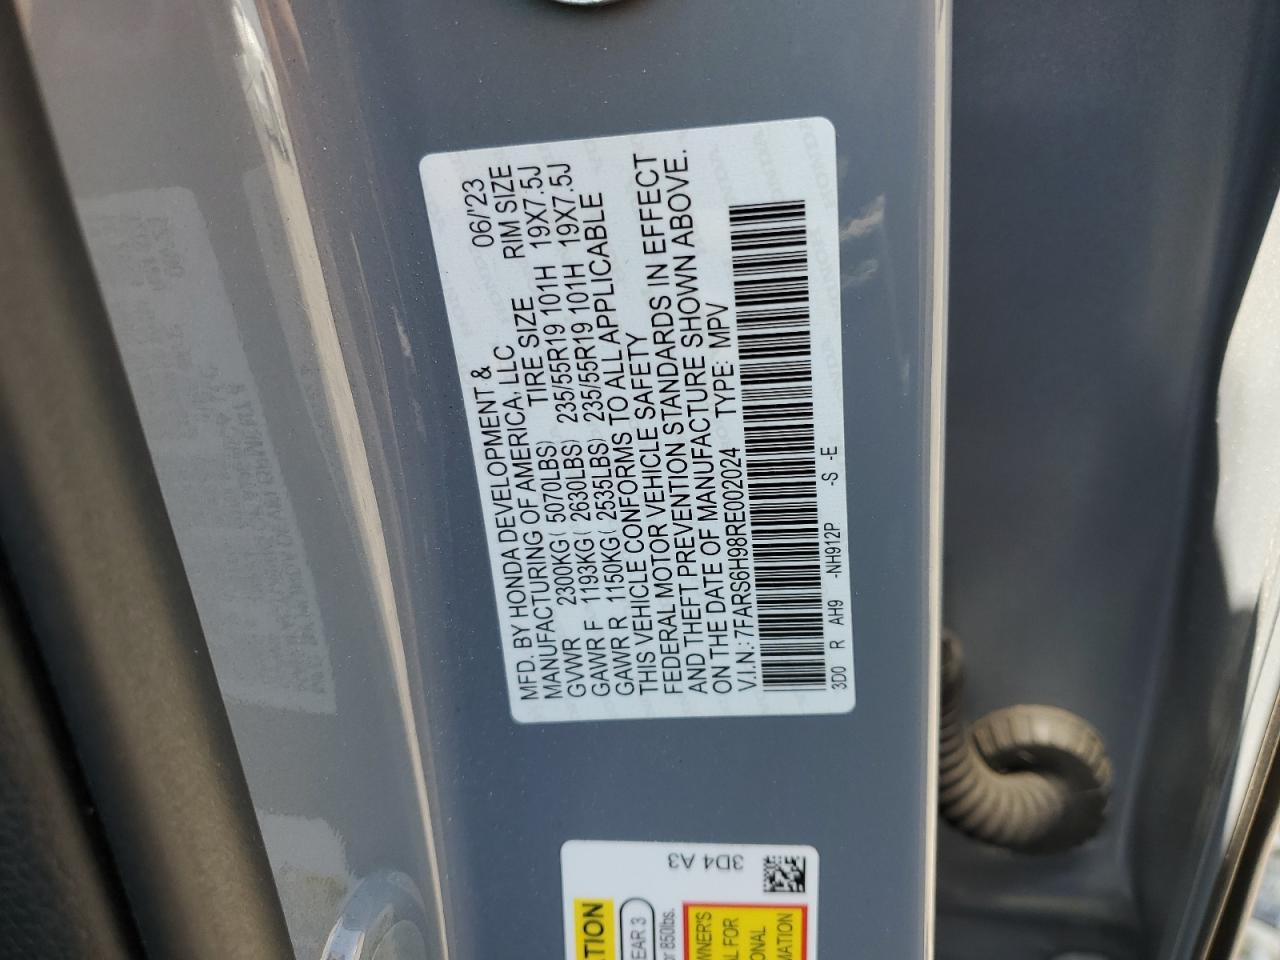 MFD. BY HONDA DEVELOPMENT & 06/'23
MANUFACTURING OF AMERICA, LLC TIRE SIZE RIM SIZE
GVWR 2300KG( 5070LBS) 235/55R19 101H 19X7.5J
GAWR F 1193KG( 2630LBS) 235/55R19 101H 19X7.5J
GAWR R 1150KG( 2535LBS)
THIS VEHICLE CONFORMS TO ALL APPLICABLE
FEDERAL MOTOR VEHICLE SAFETY
AND THEFT PREVENTION STANDARDS IN EFFECT
ON THE DATE OF MANUFACTURE SHOWN ABOVE.
V.I.N.: 7FARS6H98RE002024 TYPE: MPV
3D0 R AH9 -NH912P -S -E
3D4 A3
EAR 3
850lbs.